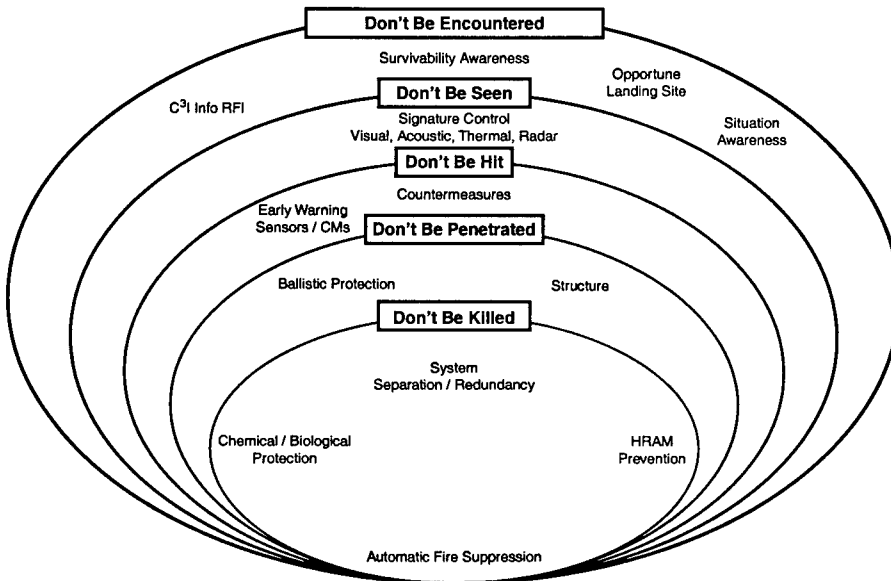 Don't Be Encountered
Survivability Awareness
Opportune
Landing Site
C³I Info RFI
Don't Be Seen
Signature Control
Visual, Acoustic, Thermal, Radar
Situation
Awareness
Don't Be Hit
Countermeasures
Early Warning
Sensors / CMs
Don't Be Penetrated
Ballistic Protection
Structure
Don't Be Killed
System
Separation / Redundancy
Chemical / Biological
Protection
HRAM
Prevention
Automatic Fire Suppression